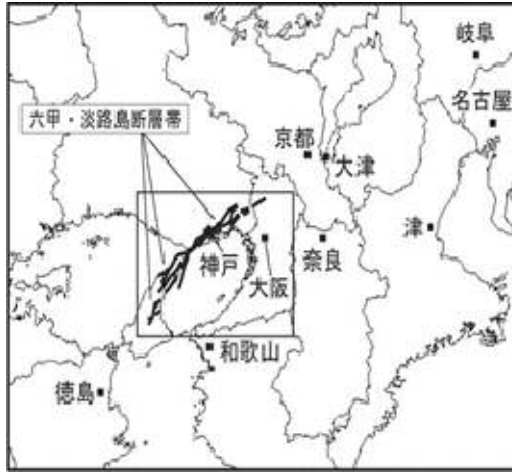 岐阜
名古屋
六甲・淡路島断層帯
京都
大津
津
神戸
大阪
奈良
和歌山
徳島